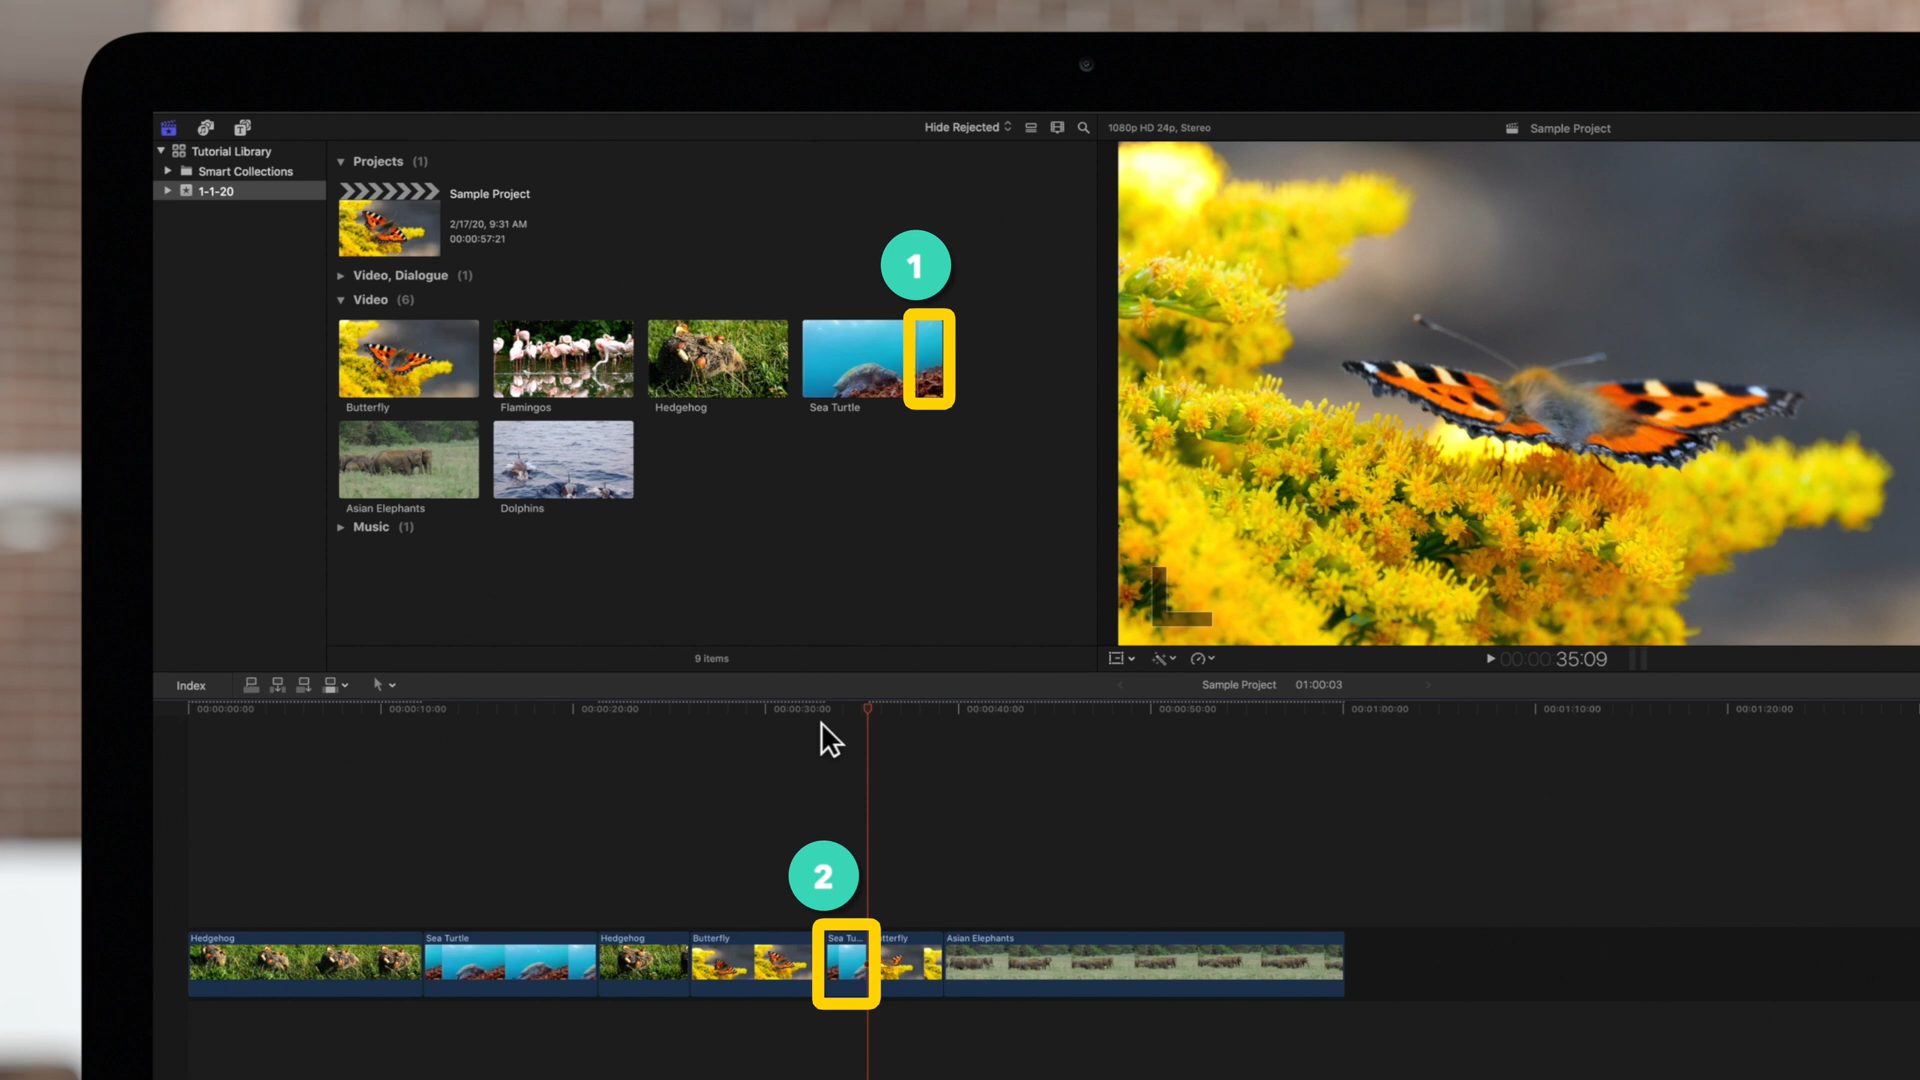 Hide Rejected
1080p HD 24p, Stereo
Sample Project
Tutorial Library
Smart Collections
1-1-20
Projects (1)
Sample Project
2/17/20, 9:31 AM
00:00:57:21
Video, Dialogue (1)
Video (6)
1
Butterfly
Flamingos
Hedgehog
Sea Turtle
Asian Elephants
Dolphins
Music (1)
9 items
00:00:35:09
Index
Sample Project 01:00:03
00:00:00:00
00:00:10:00
00:00:20:00
00:00:30:00
00:00:40:00
00:00:50:00
00:01:00:00
00:01:10:00
00:01:20:00
2
Hedgehog
Sea Turtle
Hedgehog
Butterfly
Sea Tu...
tterfly
Asian Elephants